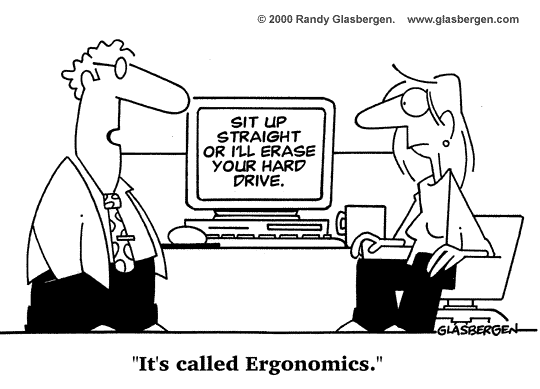 © 2000 Randy Glasbergen. www.glasbergen.com
SIT UP
STRAIGHT
OR I'LL ERASE
YOUR HARD
DRIVE.
GLASBERGEN
"It's called Ergonomics."